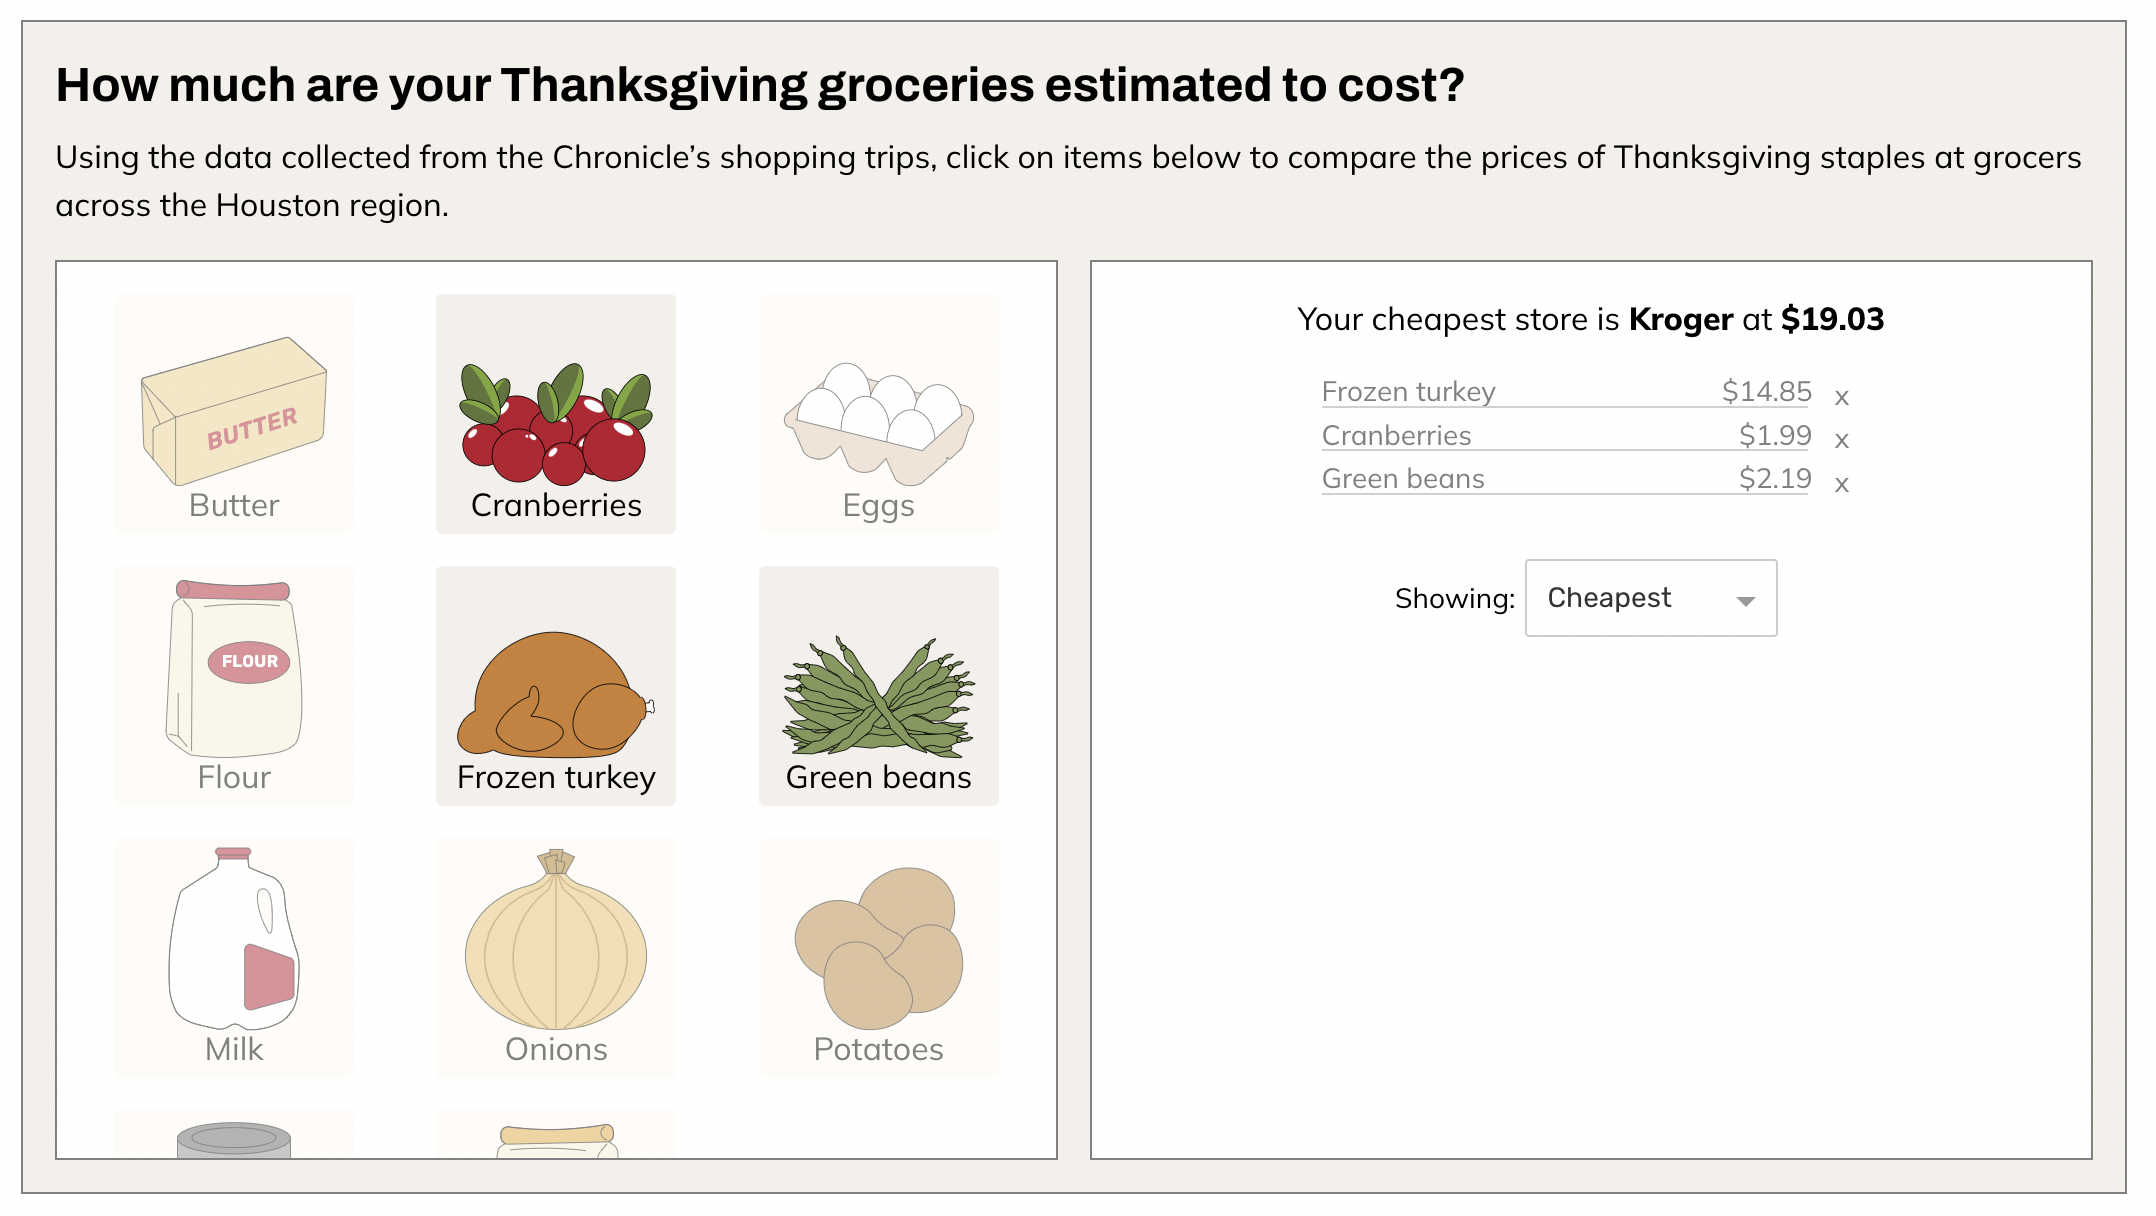 How much are your Thanksgiving groceries estimated to cost?
Using the data collected from the Chronicle’s shopping trips, click on items below to compare the prices of Thanksgiving staples at grocers
across the Houston region.
BUTTER
Butter
Cranberries
Eggs
FLOUR
Flour
Frozen turkey
Green beans
Milk
Onions
Potatoes
Your cheapest store is Kroger at $19.03
Frozen turkey $14.85 x
Cranberries $1.99 x
Green beans $2.19 x
Showing: Cheapest